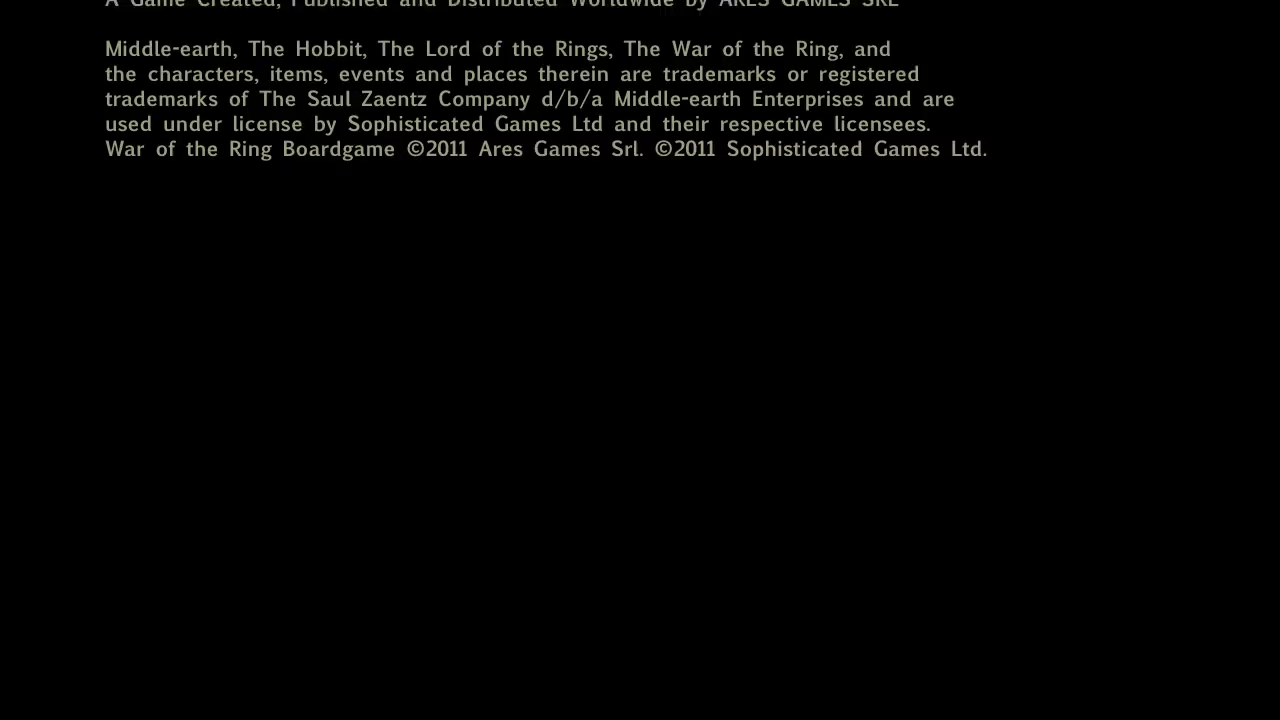 A Game Created, Published and Distributed Worldwide by ARES GAMES SRL
Middle-earth, The Hobbit, The Lord of the Rings, The War of the Ring, and
the characters, items, events and places therein are trademarks or registered
trademarks of The Saul Zaentz Company d/b/a Middle-earth Enterprises and are
used under license by Sophisticated Games Ltd and their respective licensees.
War of the Ring Boardgame ©2011 Ares Games Srl. ©2011 Sophisticated Games Ltd.